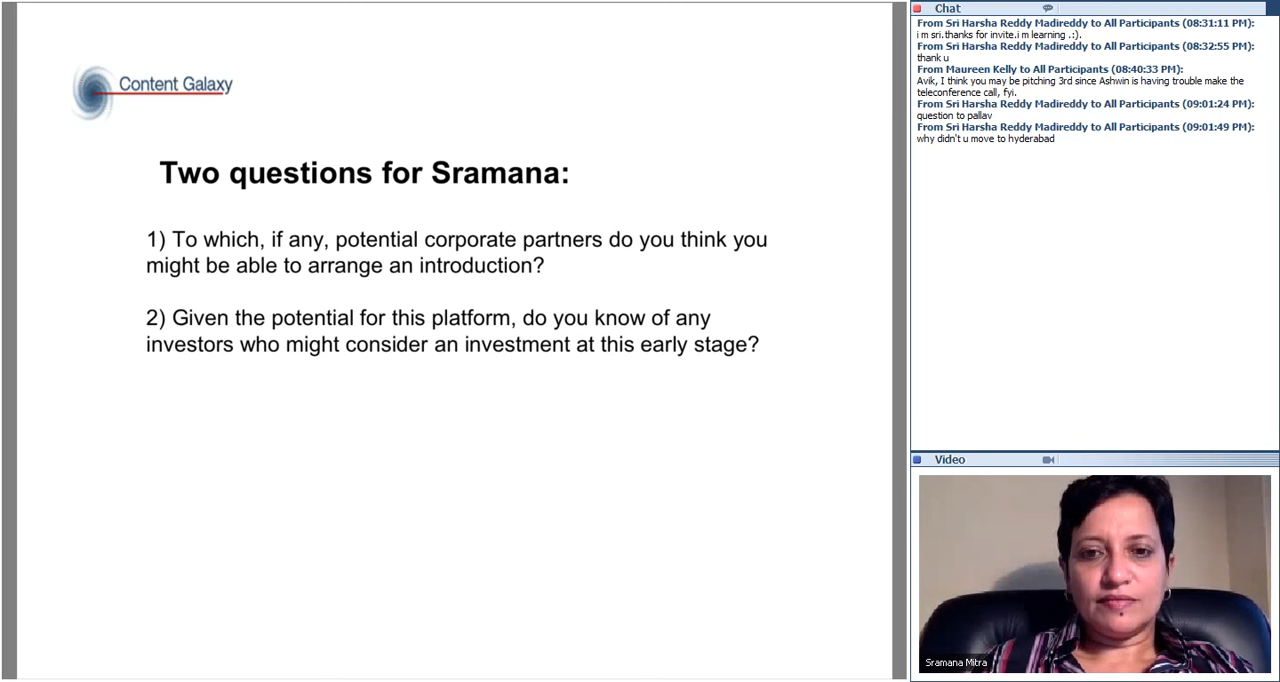 Content Galaxy
Two questions for Sramana:
1) To which, if any, potential corporate partners do you think you
might be able to arrange an introduction?
2) Given the potential for this platform, do you know of any
investors who might consider an investment at this early stage?
Chat
From Sri Harsha Reddy Madireddy to All Participants (08:31:11 PM):
i m sri.thanks for invite.i m learning .:).
From Sri Harsha Reddy Madireddy to All Participants (08:32:55 PM):
thank u
From Maureen Kelly to All Participants (08:40:33 PM):
Avik, I think you may be pitching 3rd since Ashwin is having trouble make the
teleconference call, fyi.
From Sri Harsha Reddy Madireddy to All Participants (09:01:24 PM):
question to pallav
From Sri Harsha Reddy Madireddy to All Participants (09:01:49 PM):
why didn't u move to hyderabad
Video
Sramana Mitra